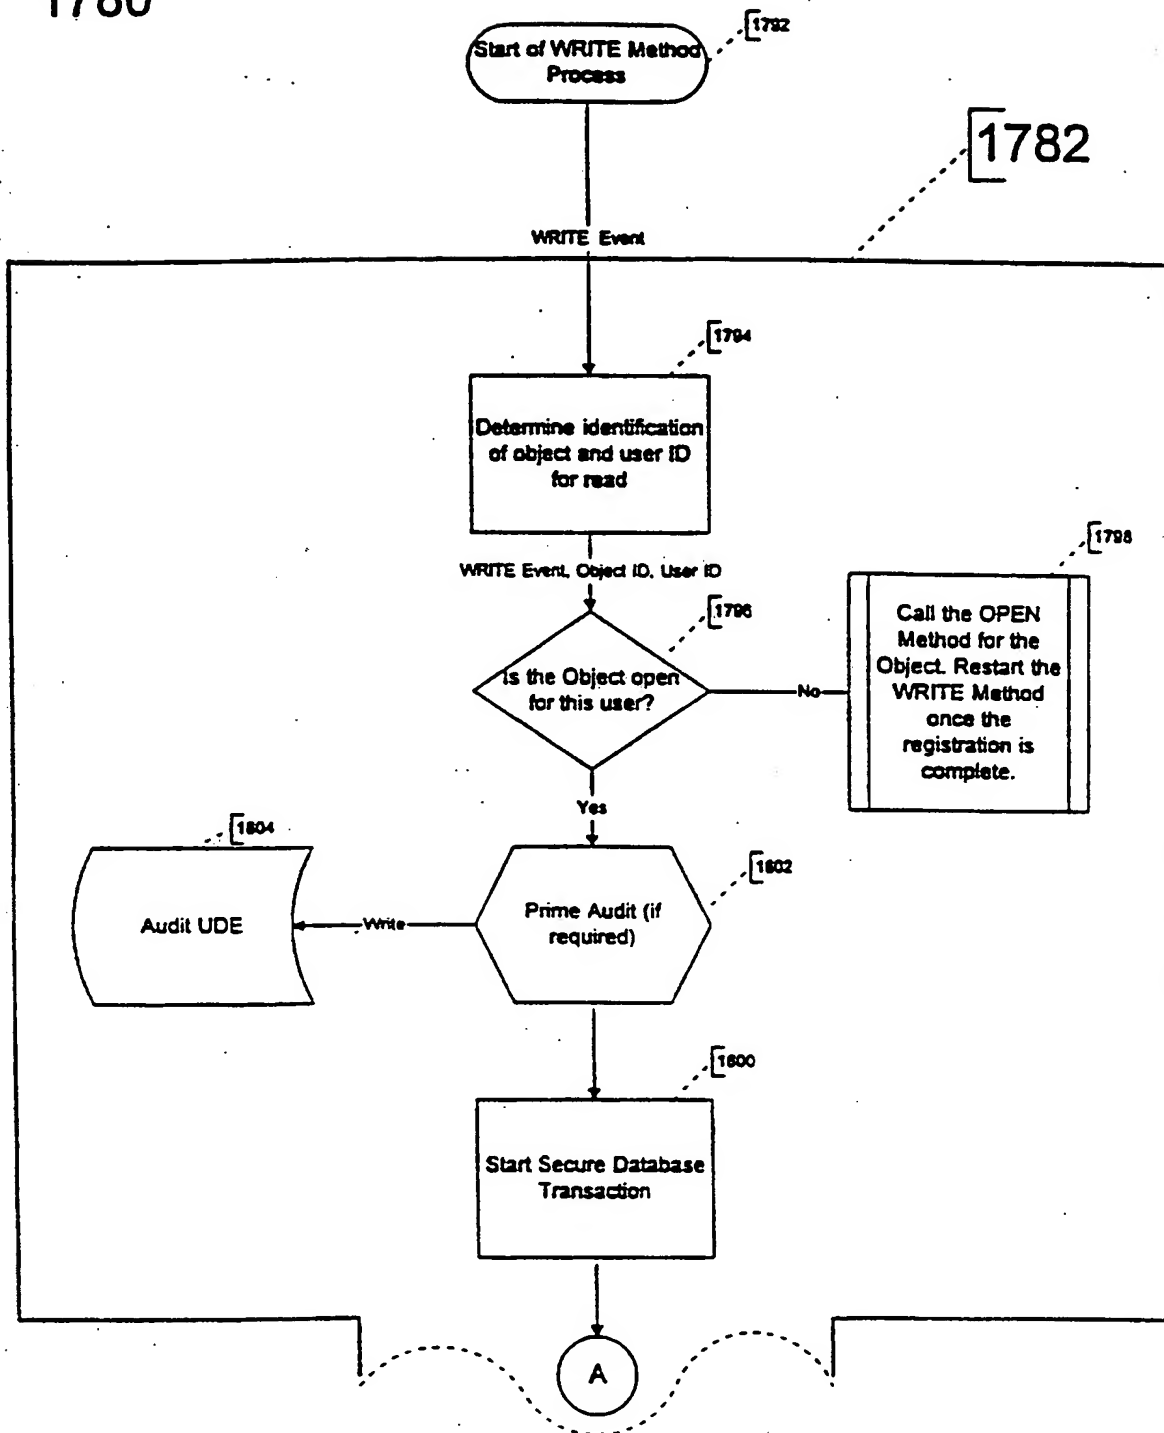 1780
1792
Start of WRITE Method
Process
1782
WRITE Event
1794
Determine identification
of object and user ID
for read
1798
WRITE Event, Object ID, User ID
1796
Call the OPEN
Method for the
Object. Restart the
WRITE Method
once the
registration is
complete.
Is the Object open
for this user?
No
Yes
1804
1802
Audit UDE
Write
Prime Audit (if
required)
1800
Start Secure Database
Transaction
A